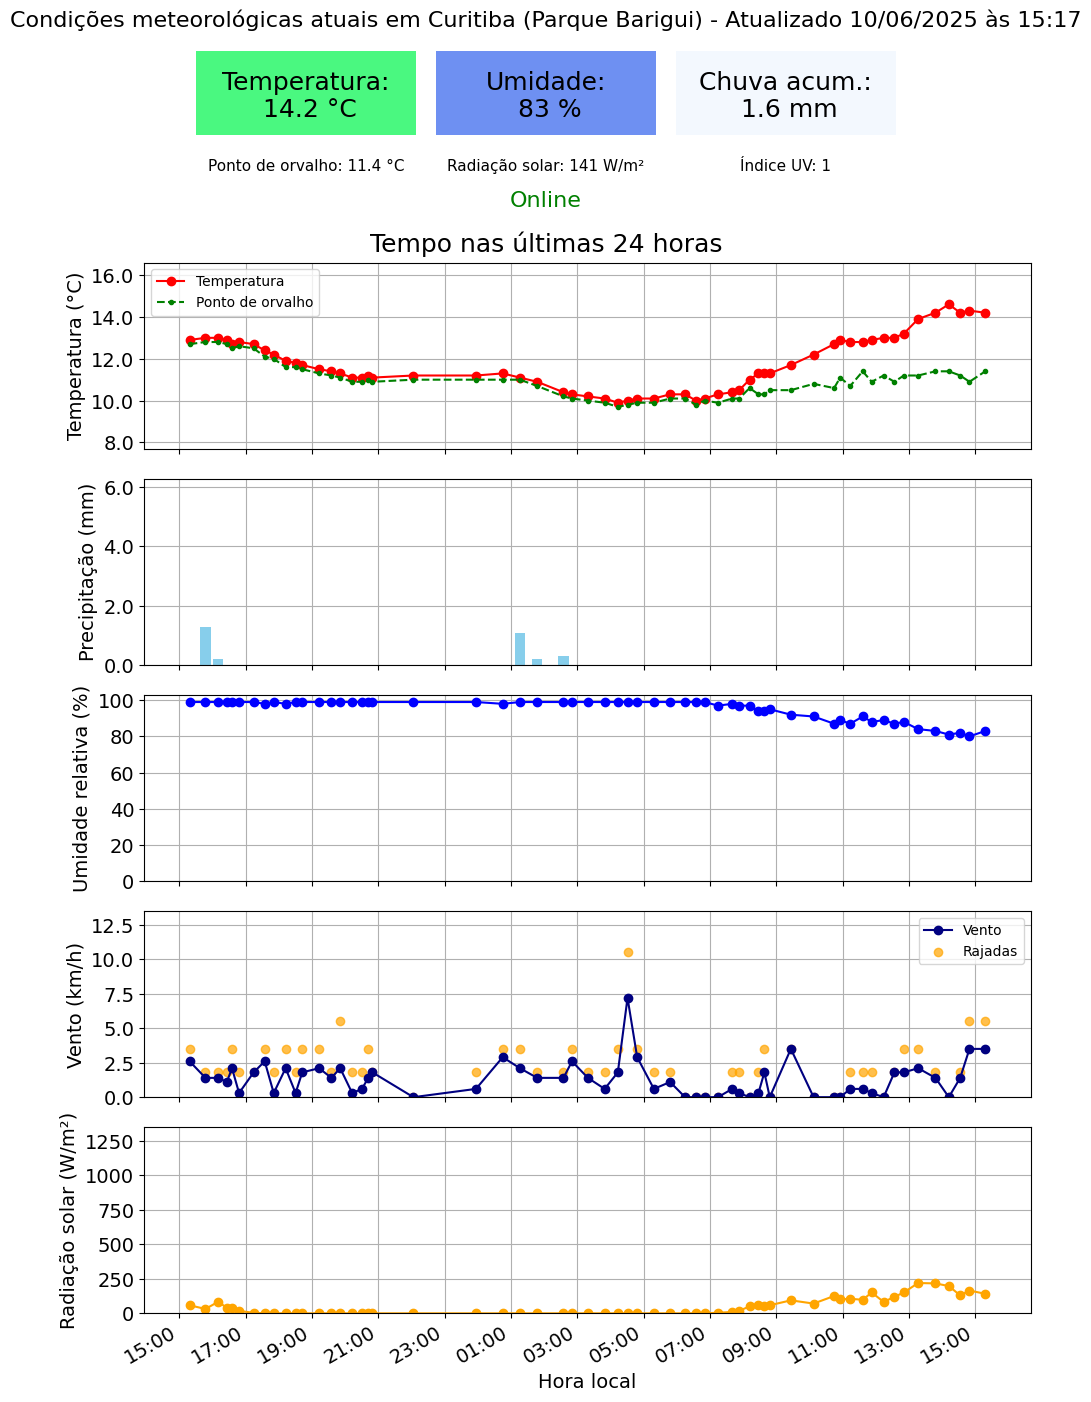 Condições meteorológicas atuais em Curitiba (Parque Barigui) - Atualizado 10/06/2025 às 15:17
Temperatura:
14.2 °C
Umidade:
83 %
Chuva acum.:
1.6 mm
Ponto de orvalho: 11.4 °C
Radiação solar: 141 W/m²
Índice UV: 1
Online
Tempo nas últimas 24 horas
Temperatura (°C)
16.0
14.0
12.0
10.0
8.0
Temperatura
Ponto de orvalho
Precipitação (mm)
6.0
4.0
2.0
0.0
Umidade relativa (%)
100
80
60
40
20
0
Vento (km/h)
12.5
10.0
7.5
5.0
2.5
0.0
Vento
Rajadas
Radiação solar (W/m²)
1250
1000
750
500
250
0
15:00
17:00
19:00
21:00
23:00
01:00
03:00
05:00
07:00
09:00
11:00
13:00
15:00
Hora local